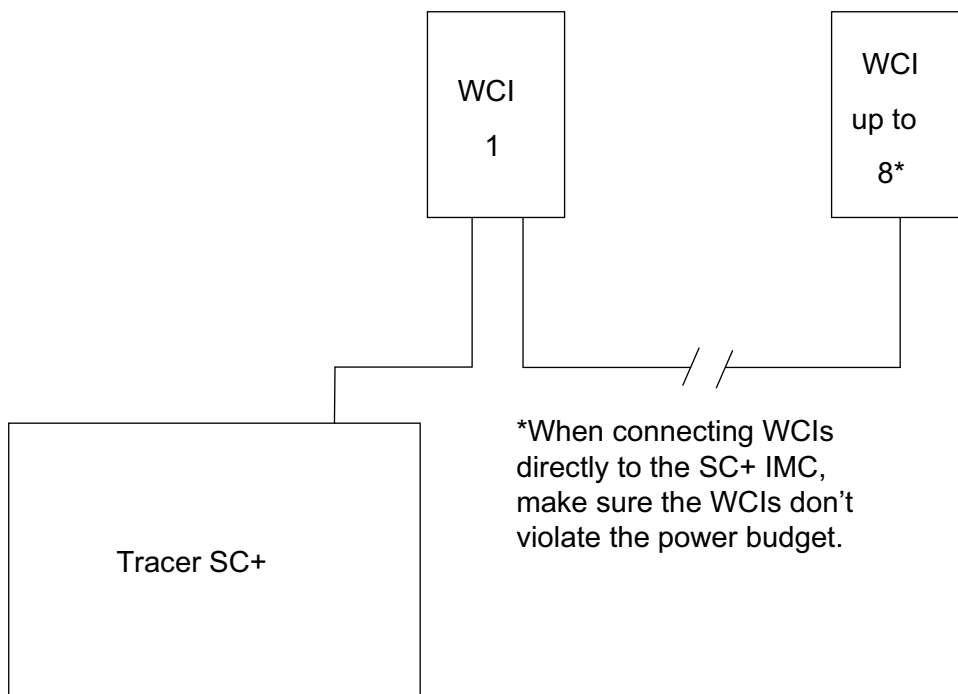 WCI
1
WCI
up to
8*
*When connecting WCIs
directly to the SC+ IMC,
make sure the WCIs don’t
violate the power budget.
Tracer SC+